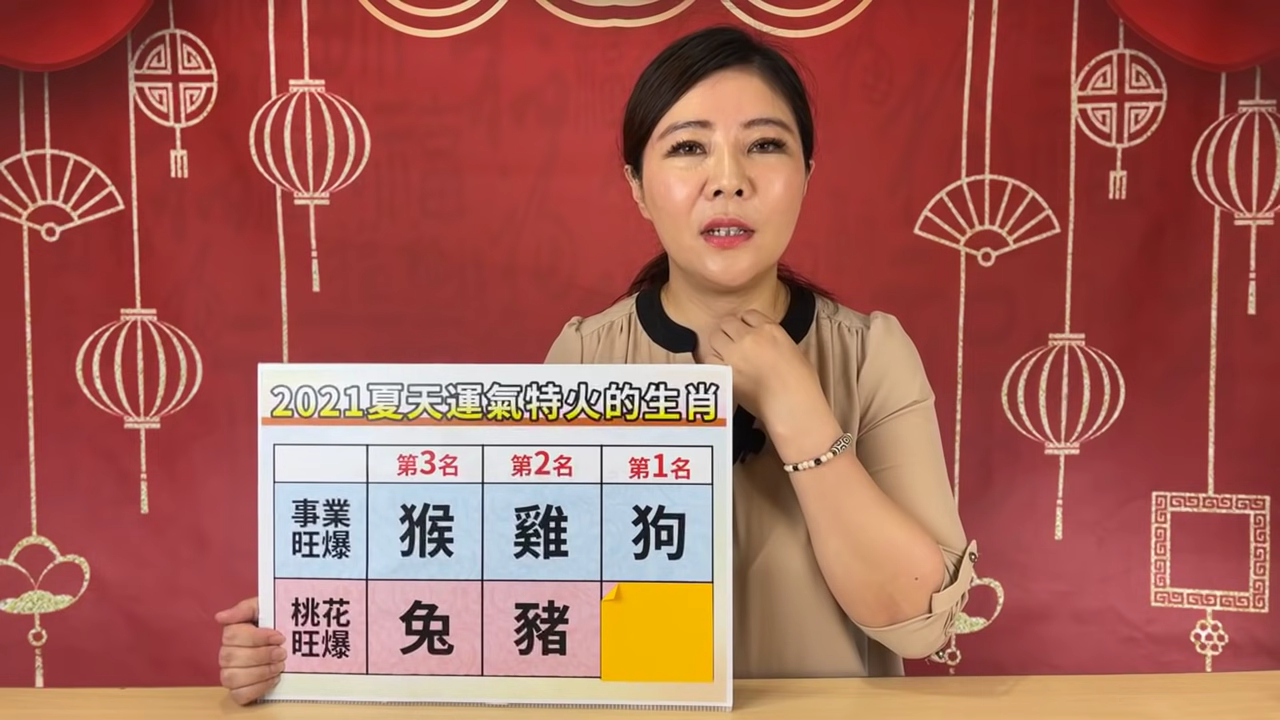 2021夏天運氣特火的生肖
第3名 第2名 第1名
事業
旺爆
猴 雞 狗
桃花
旺爆
兔 豬